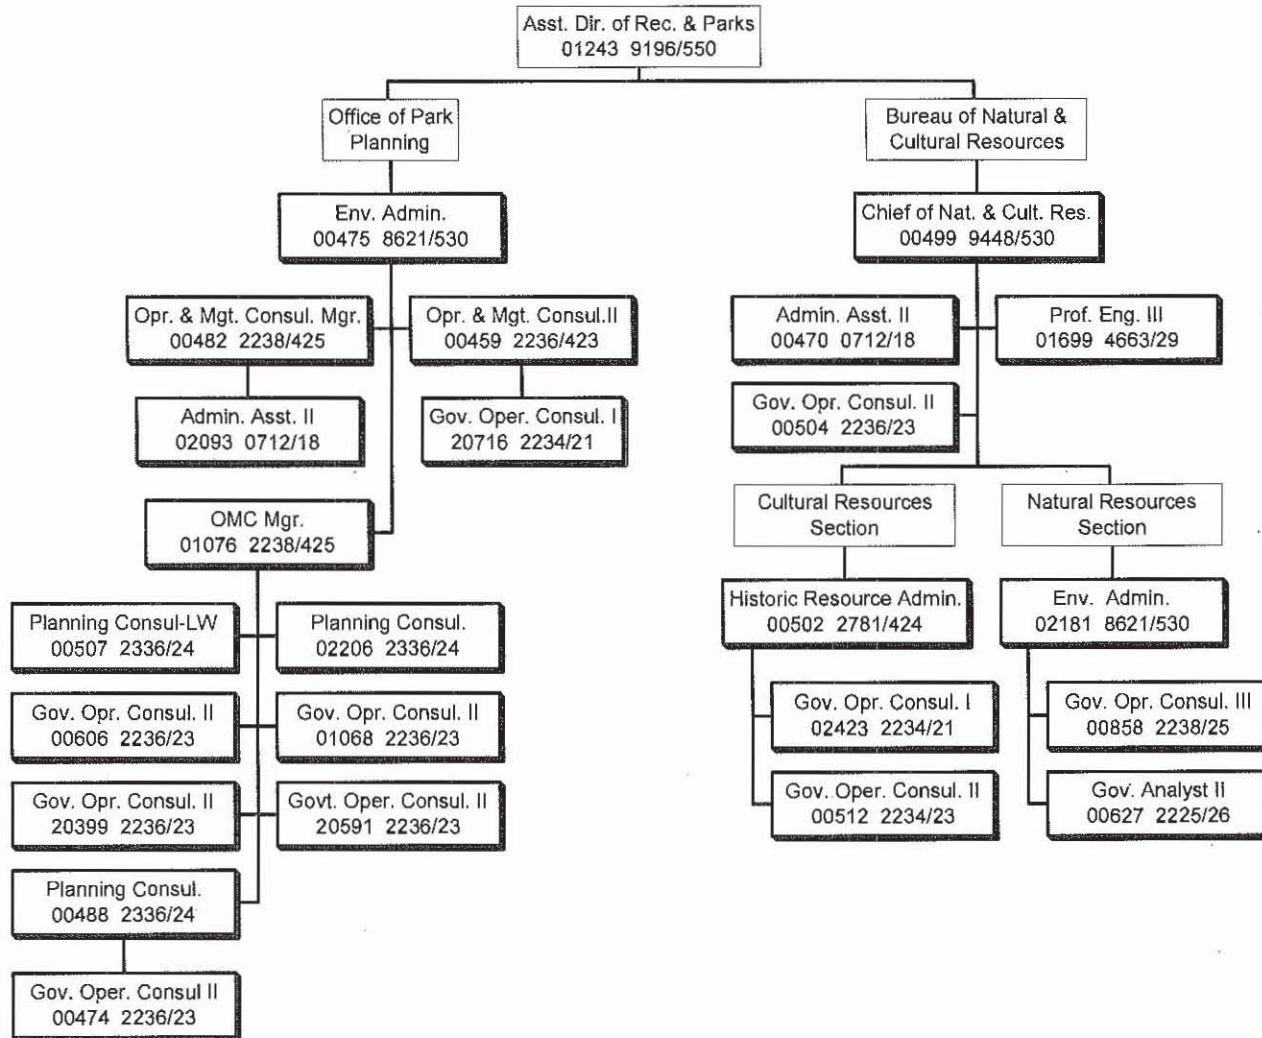 Asst. Dir. of Rec. & Parks
01243 9196/550
Office of Park
Planning
Bureau of Natural &
Cultural Resources
Env. Admin.
00475 8621/530
Chief of Nat. & Cult. Res.
00499 9448/530
Opr. & Mgt. Consul. Mgr.
00482 2238/425
Opr. & Mgt. Consul.II
00459 2236/423
Admin. Asst. II
00470 0712/18
Prof. Eng. III
01699 4663/29
Admin. Asst. II
02093 0712/18
Gov. Oper. Consul. I
20716 2234/21
Gov. Opr. Consul. II
00504 2236/23
OMC Mgr.
01076 2238/425
Cultural Resources
Section
Natural Resources
Section
Planning Consul-LW
00507 2336/24
Planning Consul.
02206 2336/24
Historic Resource Admin.
00502 2781/424
Env. Admin.
02181 8621/530
Gov. Opr. Consul. II
00606 2236/23
Gov. Opr. Consul. II
01068 2236/23
Gov. Opr. Consul. I
02423 2234/21
Gov. Opr. Consul. III
00858 2238/25
Gov. Opr. Consul. II
20399 2236/23
Govt. Oper. Consul. II
20591 2236/23
Gov. Oper. Consul. II
00512 2234/23
Gov. Analyst II
00627 2225/26
Planning Consul.
00488 2336/24
Gov. Oper. Consul II
00474 2236/23